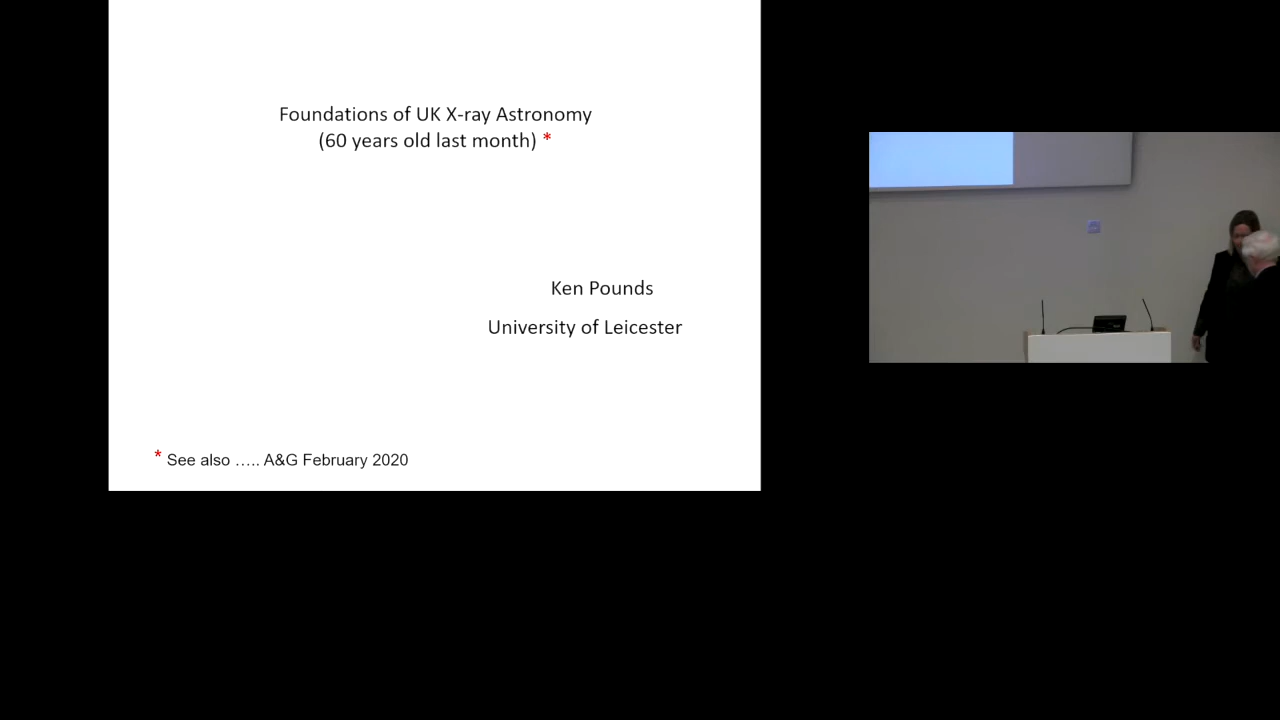 Foundations of UK X-ray Astronomy
(60 years old last month) *
Ken Pounds
University of Leicester
* See also ….. A&G February 2020